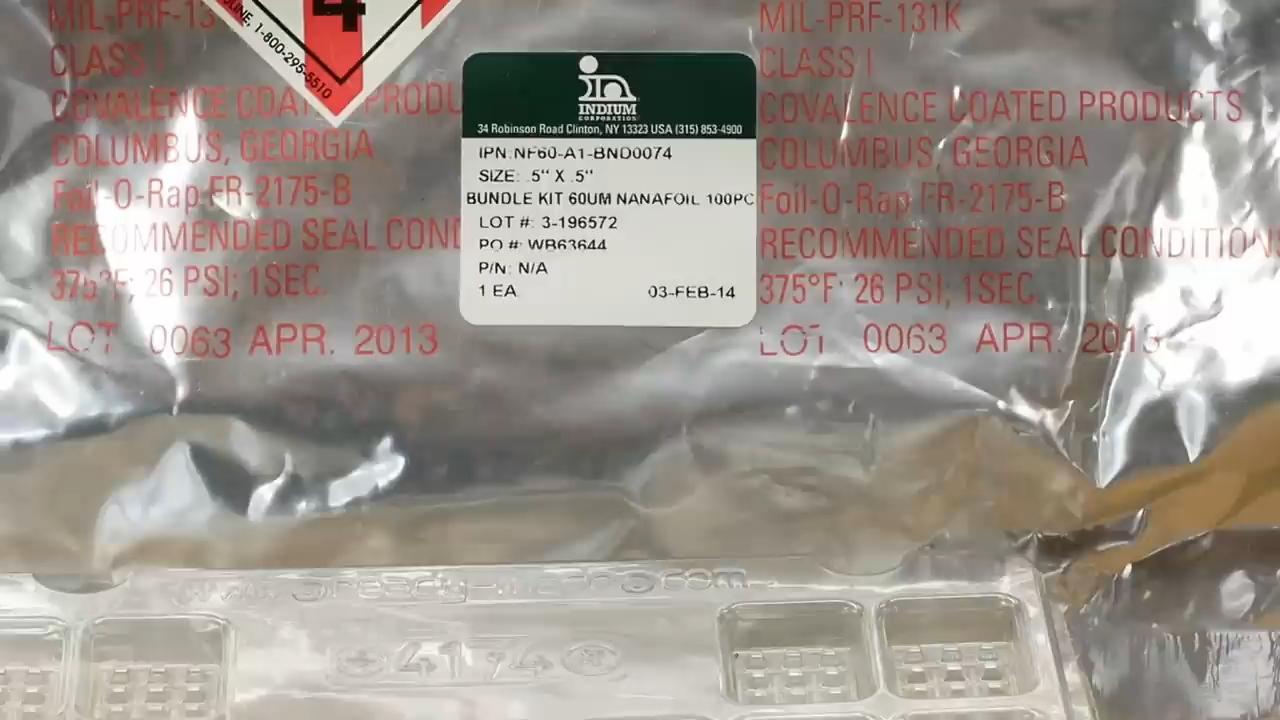 4
LINE, 1-800-295-5510
MIL-PRF-13
CLASS I
COVALENCE COAT PRODU
COLUMBUS, GEORGIA
Foil-O-Rap FR-2175-B
RECOMMENDED SEAL COND
375°F; 26 PSI; 1SEC.
LOT 0063 APR. 2013
INDIUM
CORPORATION
34 Robinson Road Clinton, NY 13323 USA (315) 853-4900
IPN:NF60-A1-BND0074
SIZE: .5" X .5"
BUNDLE KIT 60UM NANAFOIL 100PC
LOT #: 3-196572
PO #: WB63644
P/N: N/A
1 EA
03-FEB-14
MIL-PRF-131K
CLASS I
COVALENCE COATED PRODUCTS
COLUMBUS, GEORGIA
Foil-O-Rap FR-2175-B
RECOMMENDED SEAL CONDITION
375°F; 26 PSI; 1SEC.
LOT 0063 APR. 2013